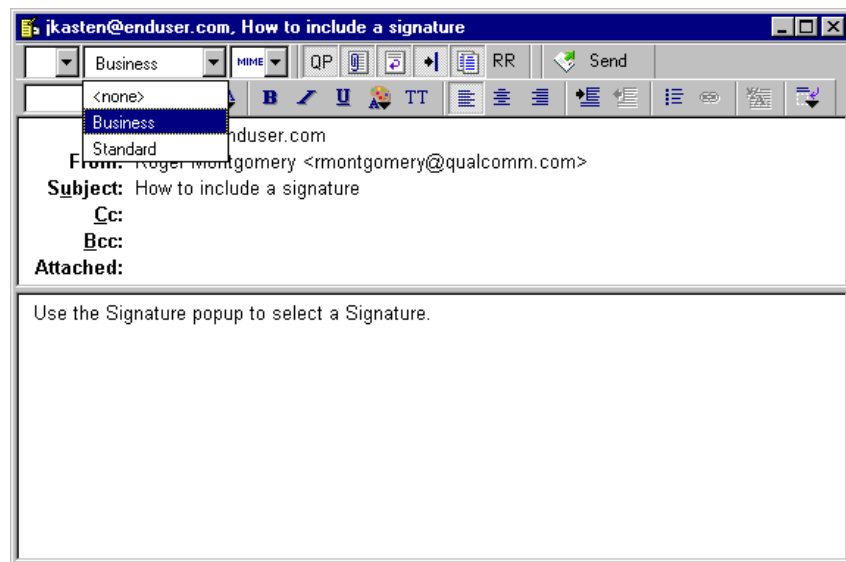 jkasten@enduser.com, How to include a signature
Business MIME QP RR Send
<none> B U TT
Business
Standard nduser.com
From: Roger Montgomery <rmontgomery@qualcomm.com>
Subject: How to include a signature
Cc:
Bcc:
Attached:
Use the Signature popup to select a Signature.